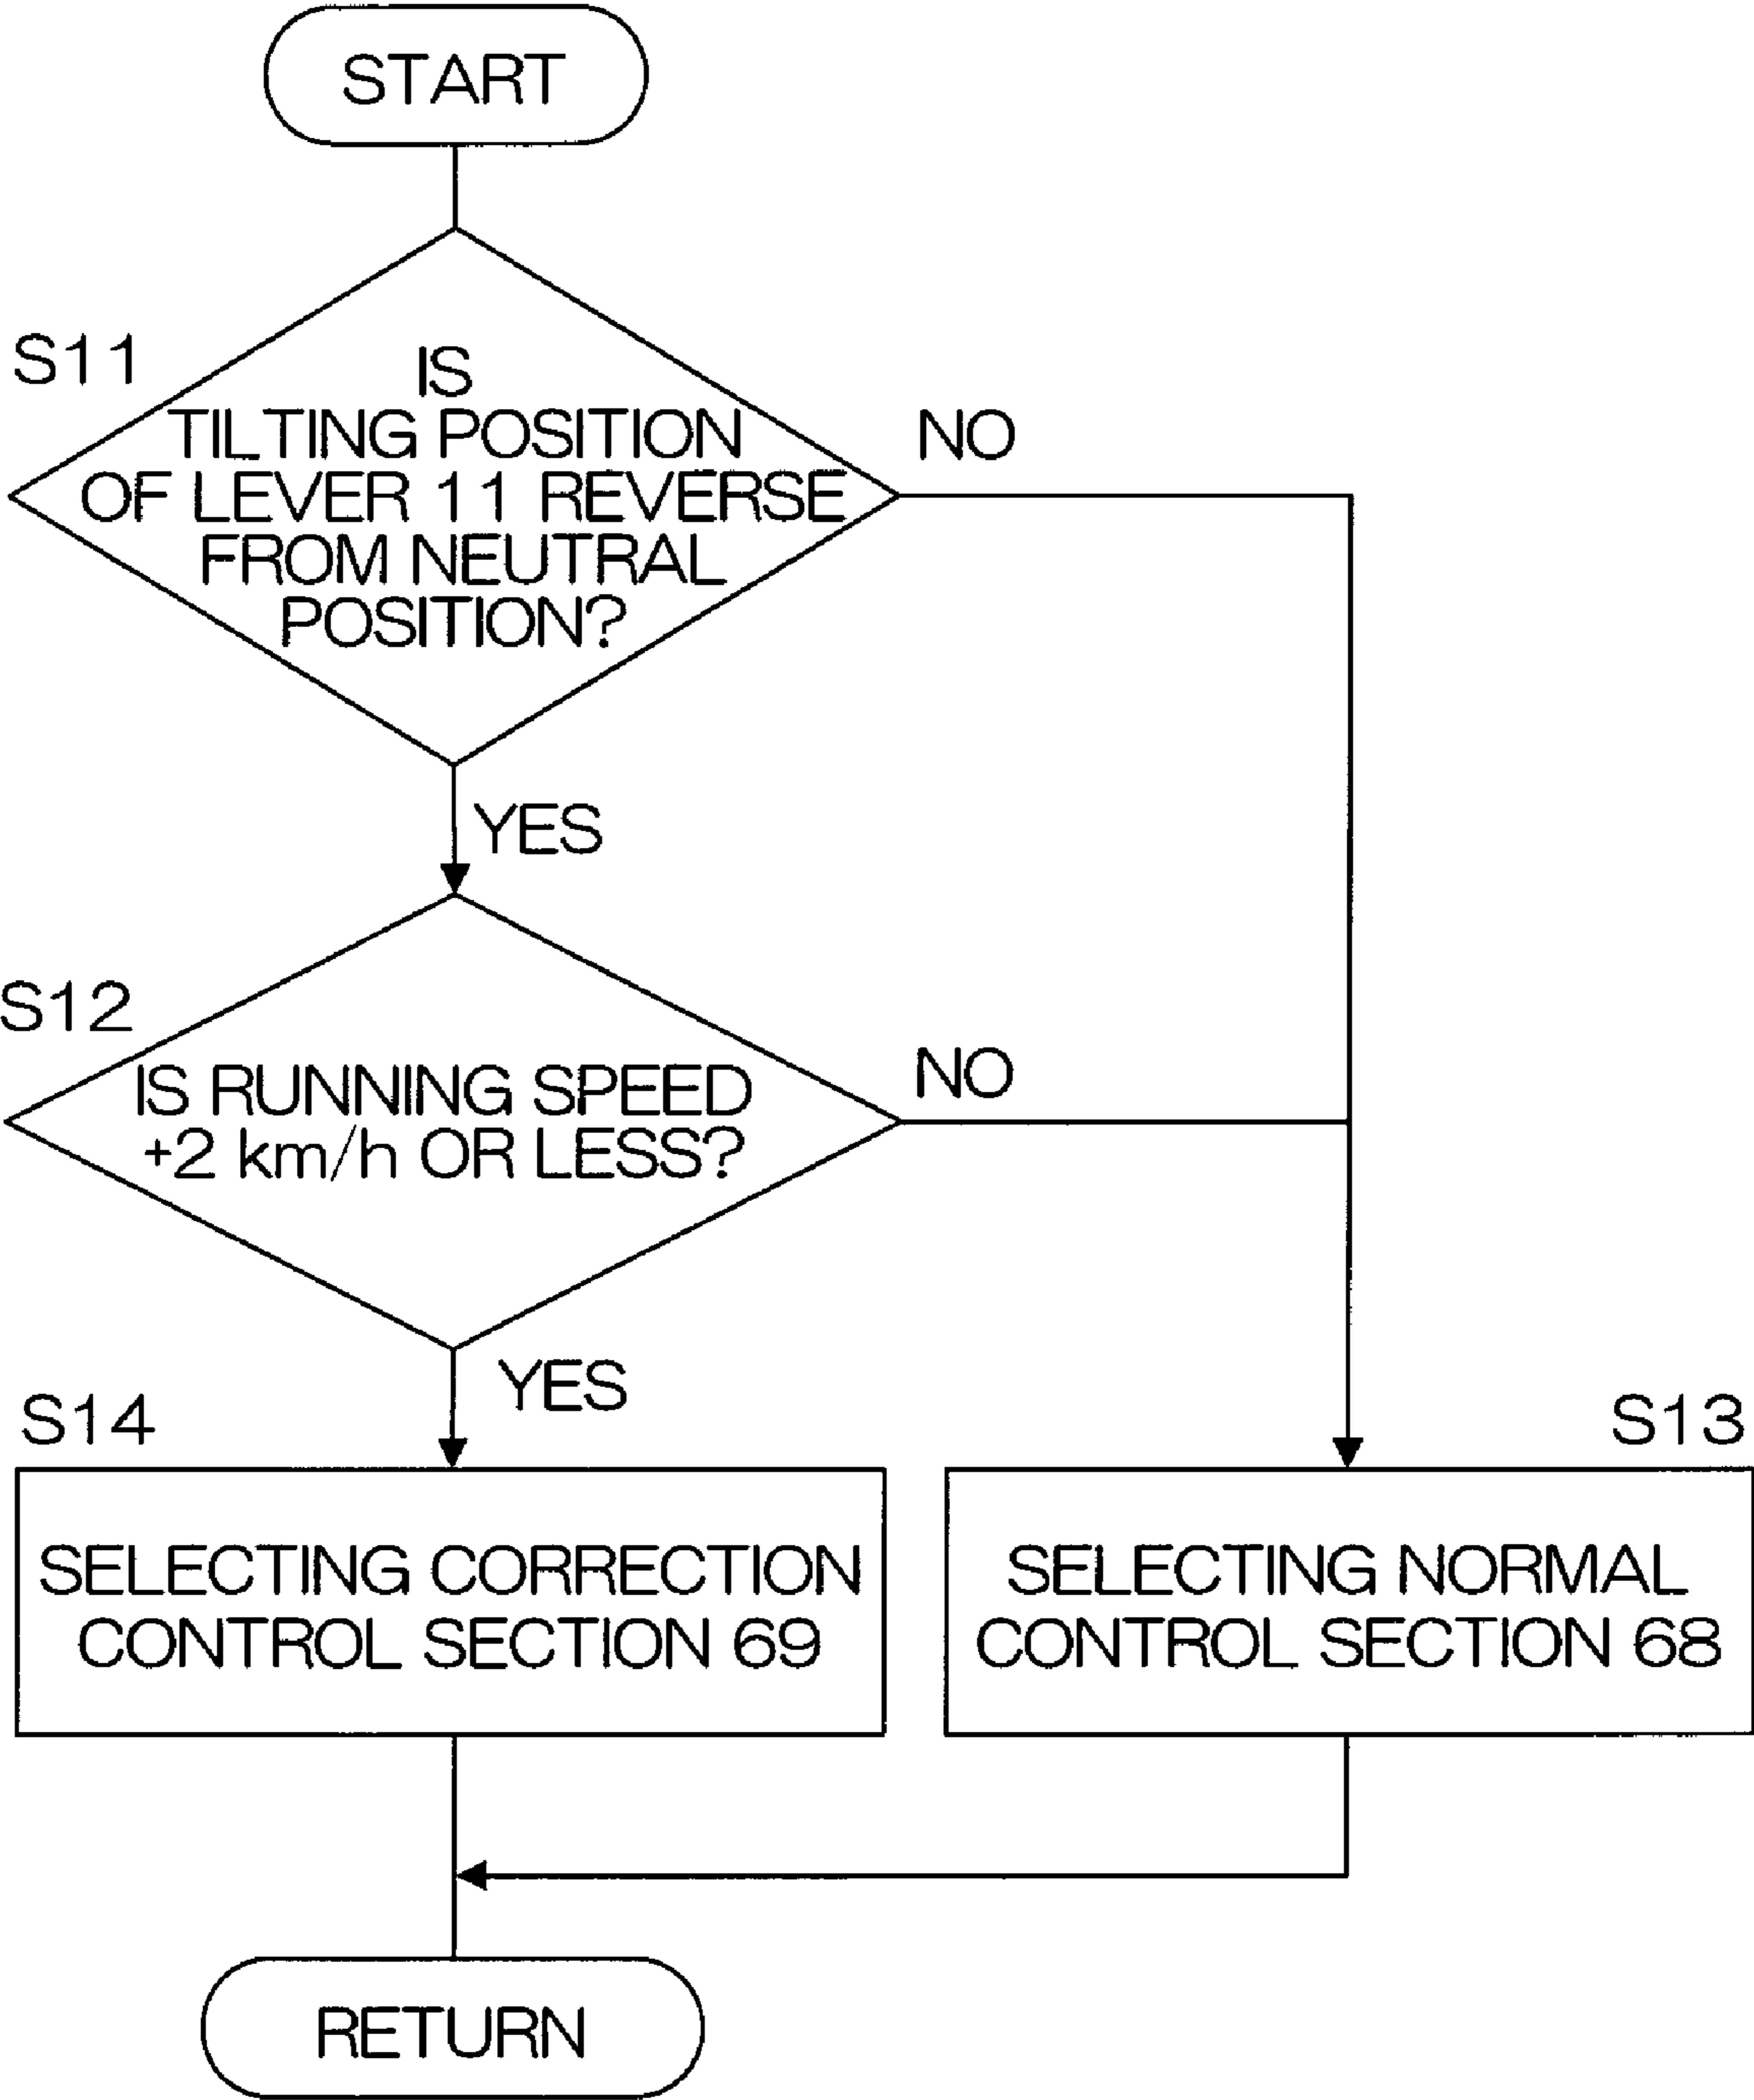 START
S11
IS
TILTING POSITION
OF LEVER 11 REVERSE
FROM NEUTRAL
POSITION?
NO
YES
S12
IS RUNNING SPEED
+2 km/h OR LESS?
NO
YES
S14
S13
SELECTING CORRECTION
CONTROL SECTION 69
SELECTING NORMAL
CONTROL SECTION 68
RETURN